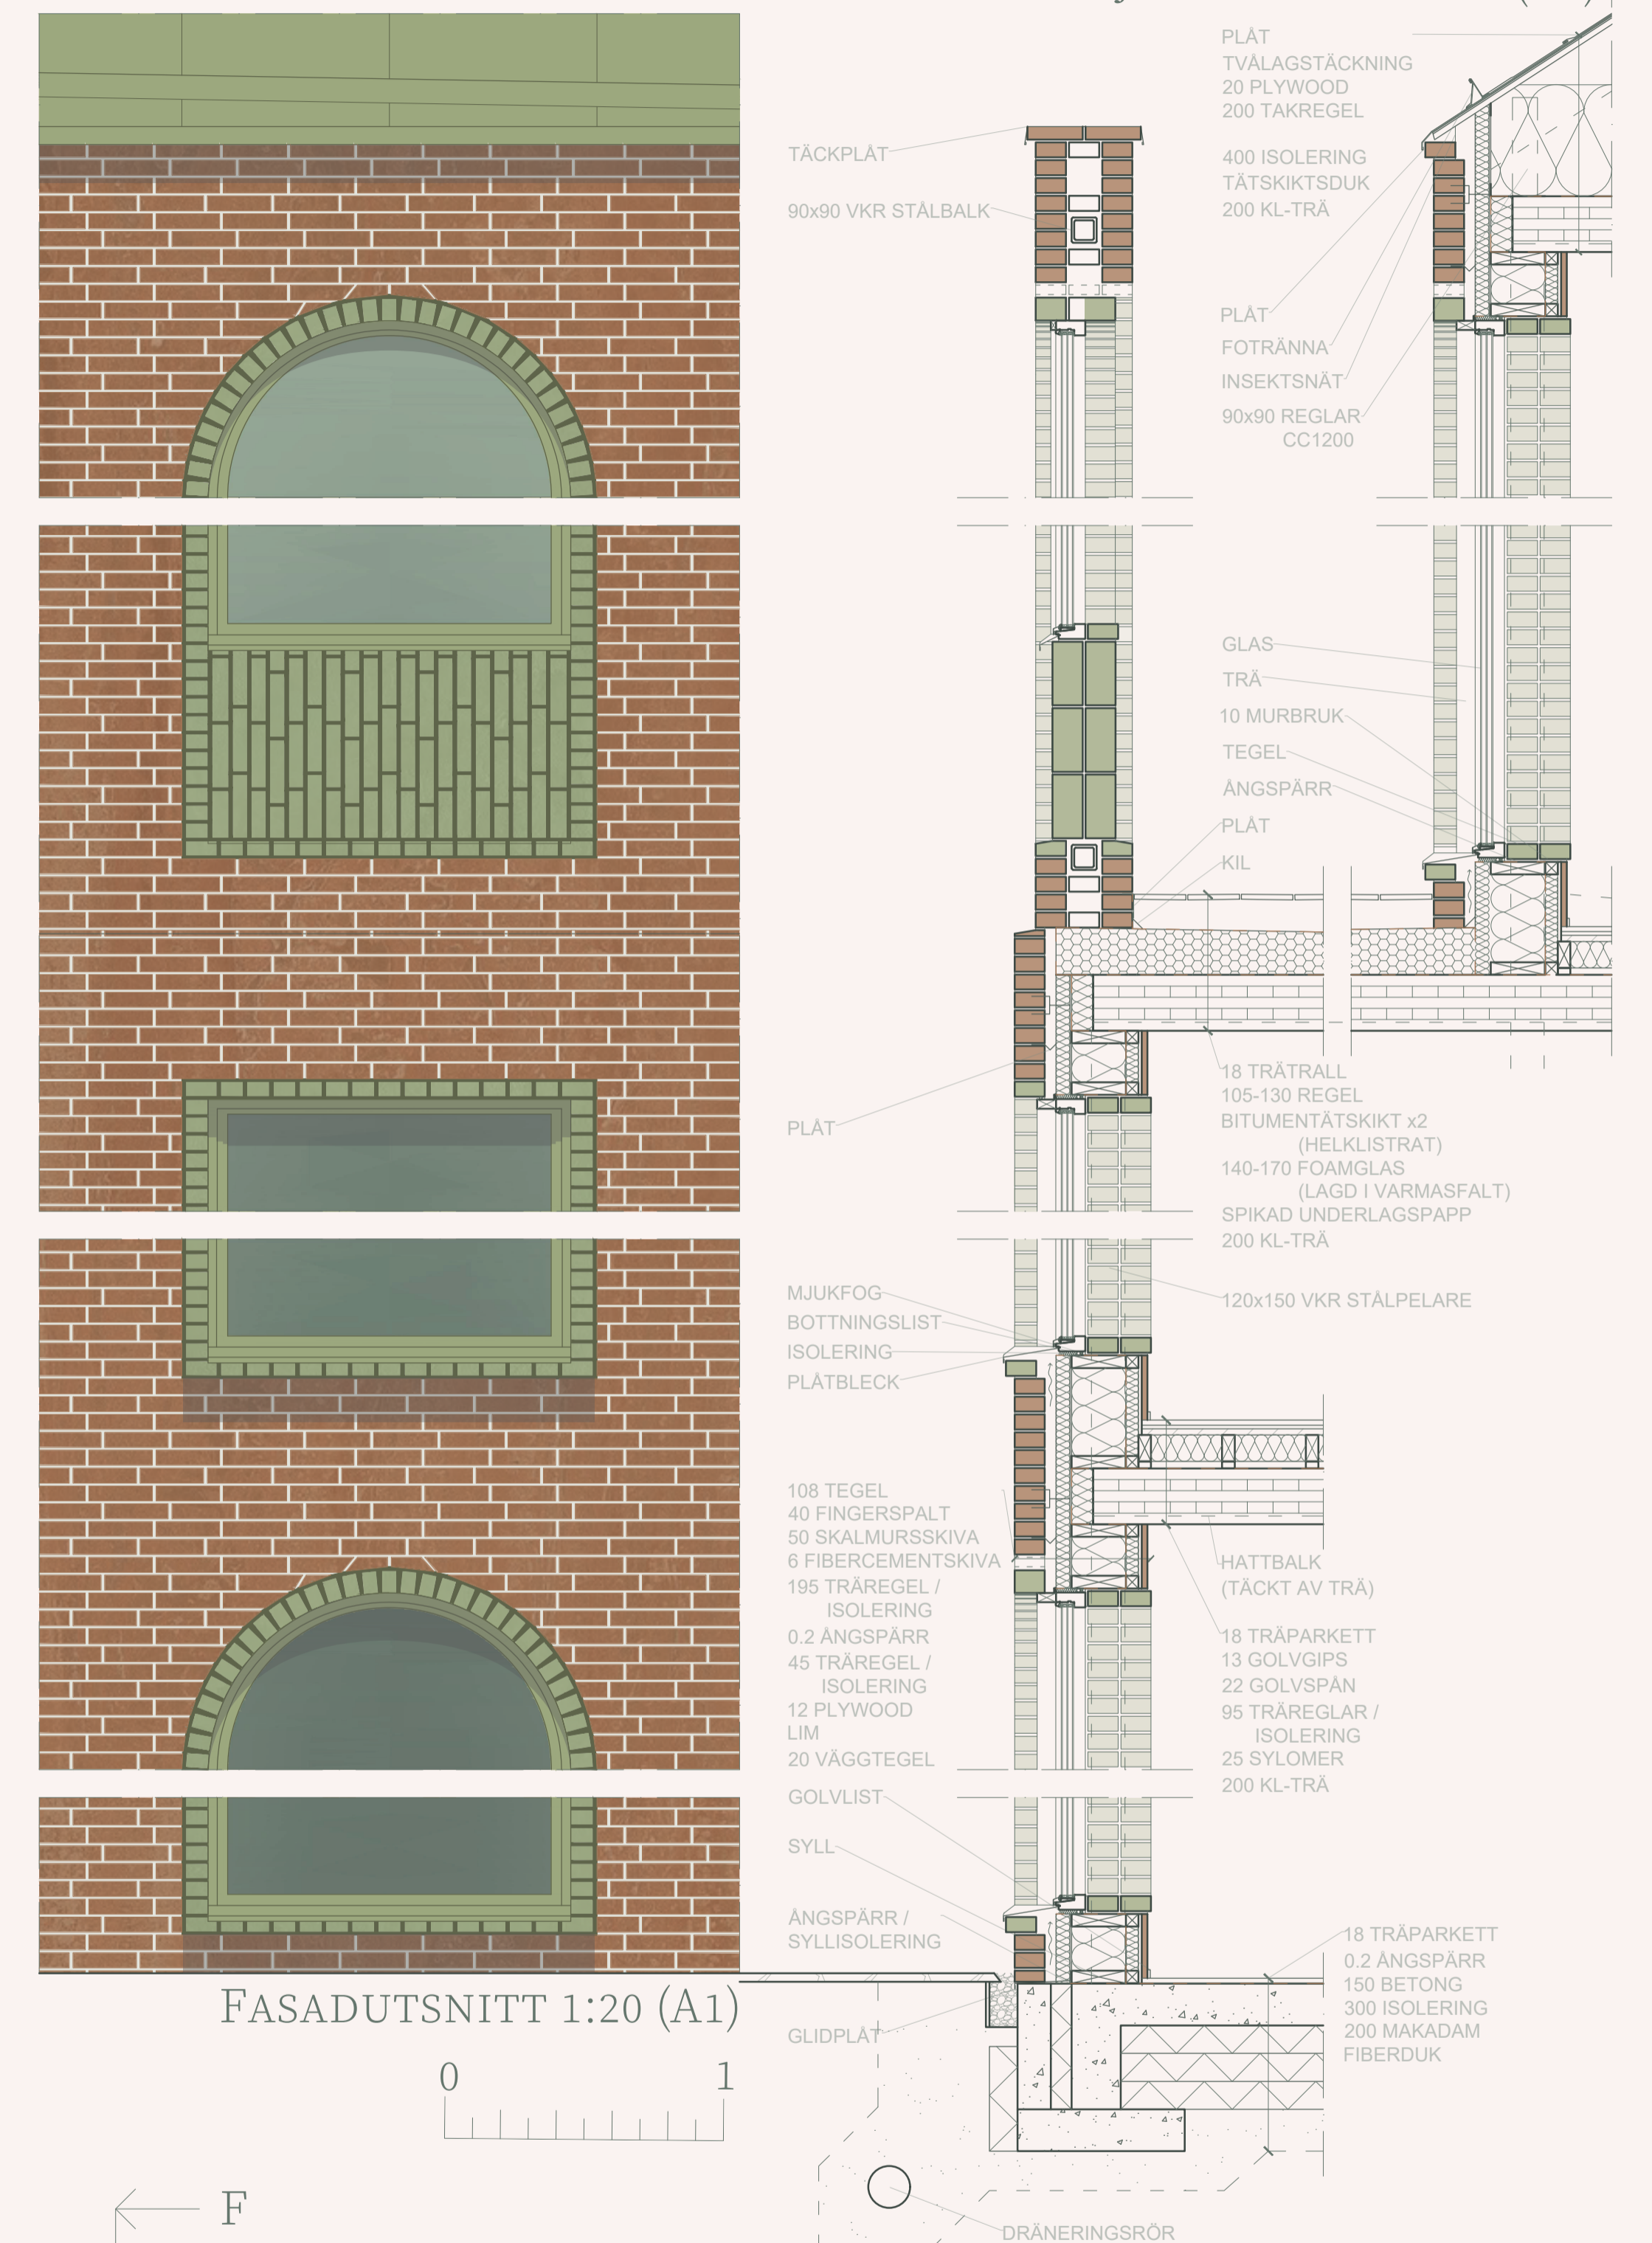 PLÅT
TVÅLAGSTÄCKNING
20 PLYWOOD
200 TAKREGEL
400 ISOLERING
TÄTSKIKTSDUK
200 KL-TRÄ
TÄCKPLÅT
90x90 VKR STÅLBALK
PLÅT
FOTRÄNNA
INSEKTSNÄT
90x90 REGLAR
CC1200
GLAS
TRÄ
10 MURBRUK
TEGEL
ÅNGSPÄRR
PLÅT
KIL
PLÅT
18 TRÄTRALL
105-130 REGEL
BITUMENTÄTSKIKT x2
(HELKLISTRAT)
140-170 FOAMGLAS
(LAGD I VARMASFALT)
SPIKAD UNDERLAGSPAPP
200 KL-TRÄ
120x150 VKR STÅLPELARE
MJUKFOG
BOTTNINGSLIST
ISOLERING
PLÅTBLECK
108 TEGEL
40 FINGERSPALT
50 SKALMURSSKIVA
6 FIBERCEMENTSKIVA
195 TRÄREGEL /
ISOLERING
0.2 ÅNGSPÄRR
45 TRÄREGEL /
ISOLERING
12 PLYWOOD
LIM
20 VÄGGTEGEL
HATTBALK
(TÄCKT AV TRÄ)
18 TRÄPARKETT
13 GOLVGIPS
22 GOLVSPÅN
95 TRÄREGLAR /
ISOLERING
25 SYLOMER
200 KL-TRÄ
GOLVLIST
SYLL
ÅNGSPÄRR /
SYLLISOLERING
GLIDPLÅT
18 TRÄPARKETT
0.2 ÅNGSPÄRR
150 BETONG
300 ISOLERING
200 MAKADAM
FIBERDUK
FASADUTSNITT 1:20 (A1)
0 1
F
DRÄNERINGSRÖR